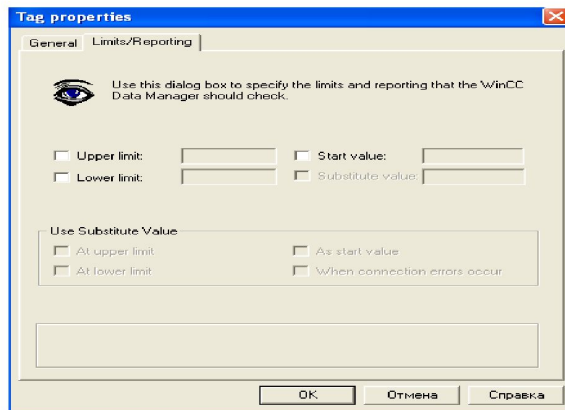 Tag properties
General Limits/Reporting
Use this dialog box to specify the limits and reporting that the WinCC
Data Manager should check.
Upper limit: Start value:
Lower limit: Substitute value:
Use Substitute Value
At upper limit As start value
At lower limit When connection errors occur
OK Отмена Справка